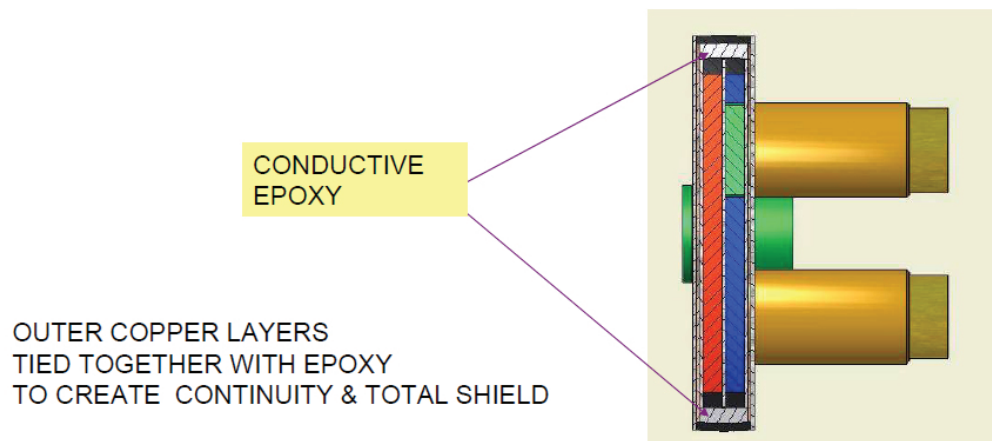 CONDUCTIVE
EPOXY
OUTER COPPER LAYERS
TIED TOGETHER WITH EPOXY
TO CREATE  CONTINUITY & TOTAL SHIELD